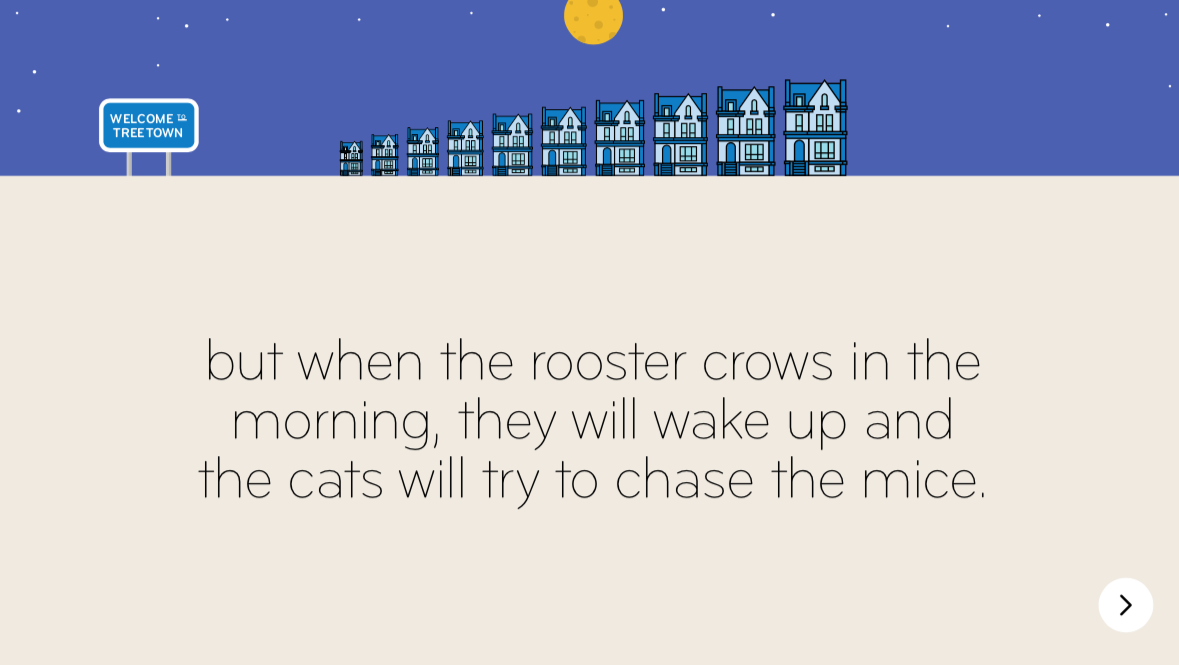 WELCOME TO
TREETOWN
but when the rooster crows in the
morning, they will wake up and
the cats will try to chase the mice.